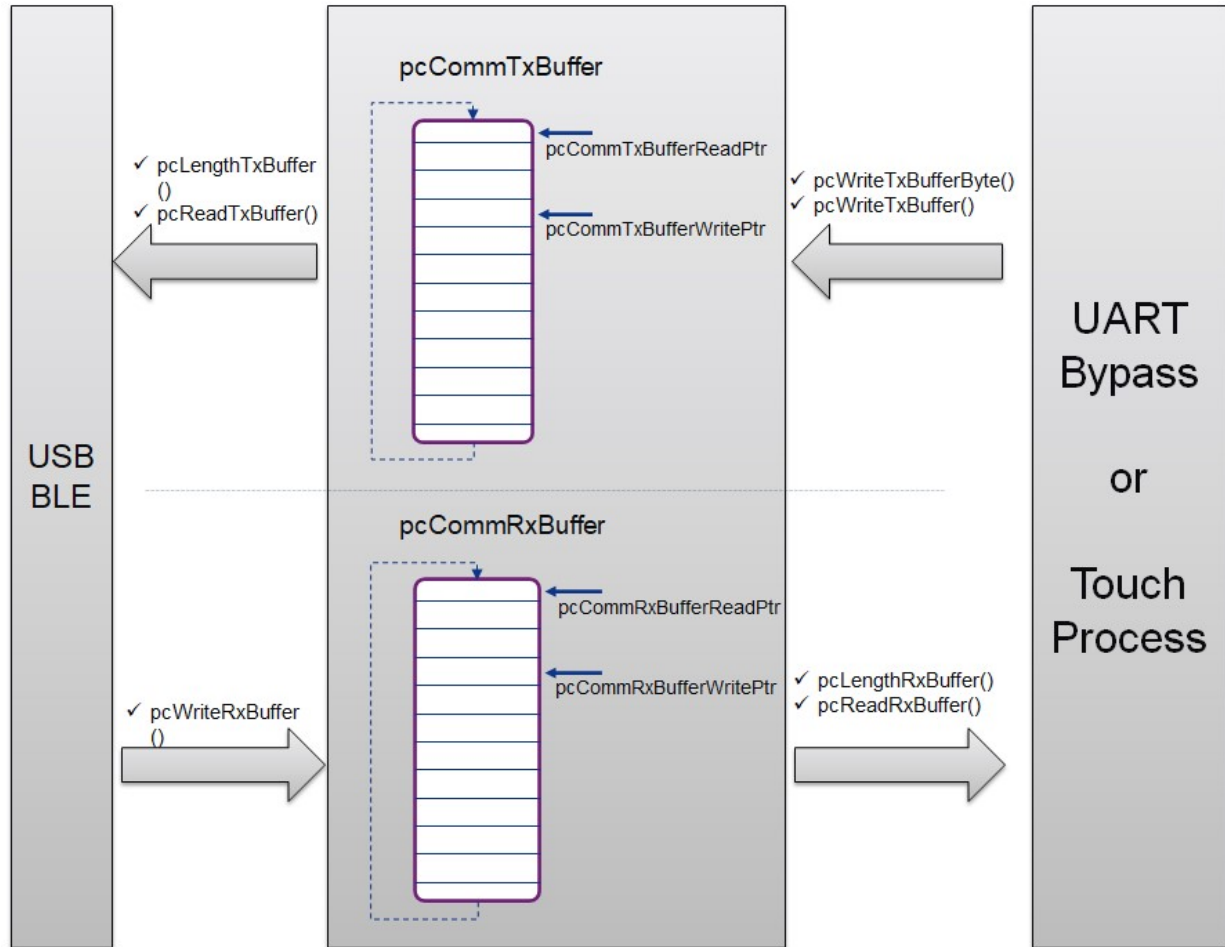 pcCommTxBuffer
pcCommTxBufferReadPtr
pcCommTxBufferWritePtr
✓ pcLengthTxBuffer
()
✓ pcReadTxBuffer()
✓ pcWriteTxBufferByte()
✓ pcWriteTxBuffer()
USB
BLE
UART
Bypass
or
Touch
Process
pcCommRxBuffer
pcCommRxBufferReadPtr
pcCommRxBufferWritePtr
✓ pcWriteRxBuffer
()
✓ pcLengthRxBuffer()
✓ pcReadRxBuffer()